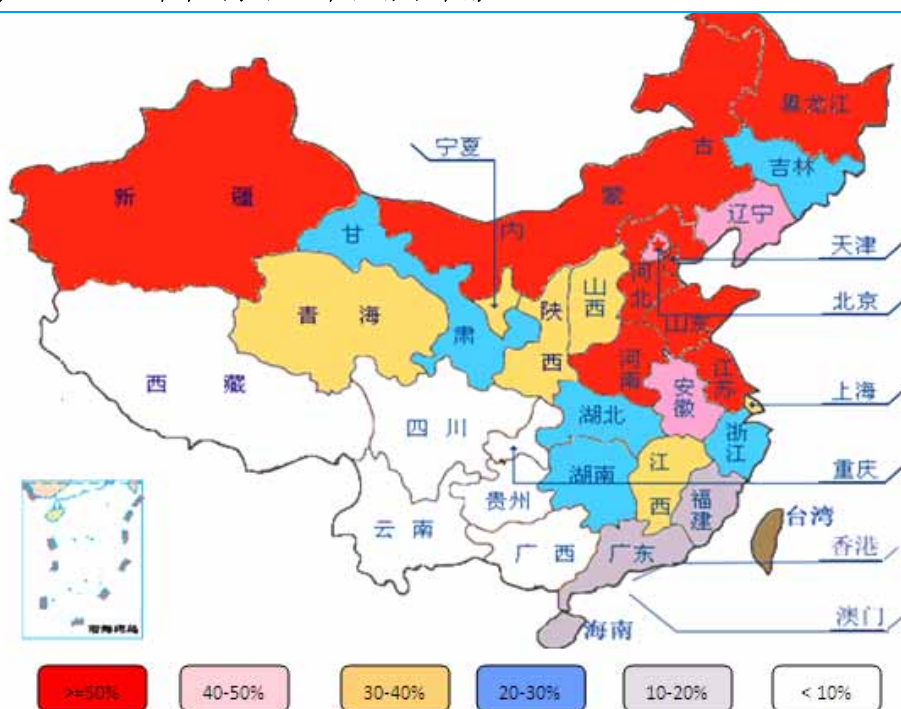 黑龙江
吉林
辽宁
宁夏
内蒙古
新疆
甘肃
天津
北京
河北
山西
陕西
青海
山东
河南
江苏
安徽
上海
西藏
四川
湖北
浙江
重庆
湖南
江西
贵州
福建
云南
广西
广东
台湾
香港
澳门
海南
南海诸岛
>=50%
40-50%
30-40%
20-30%
10-20%
< 10%